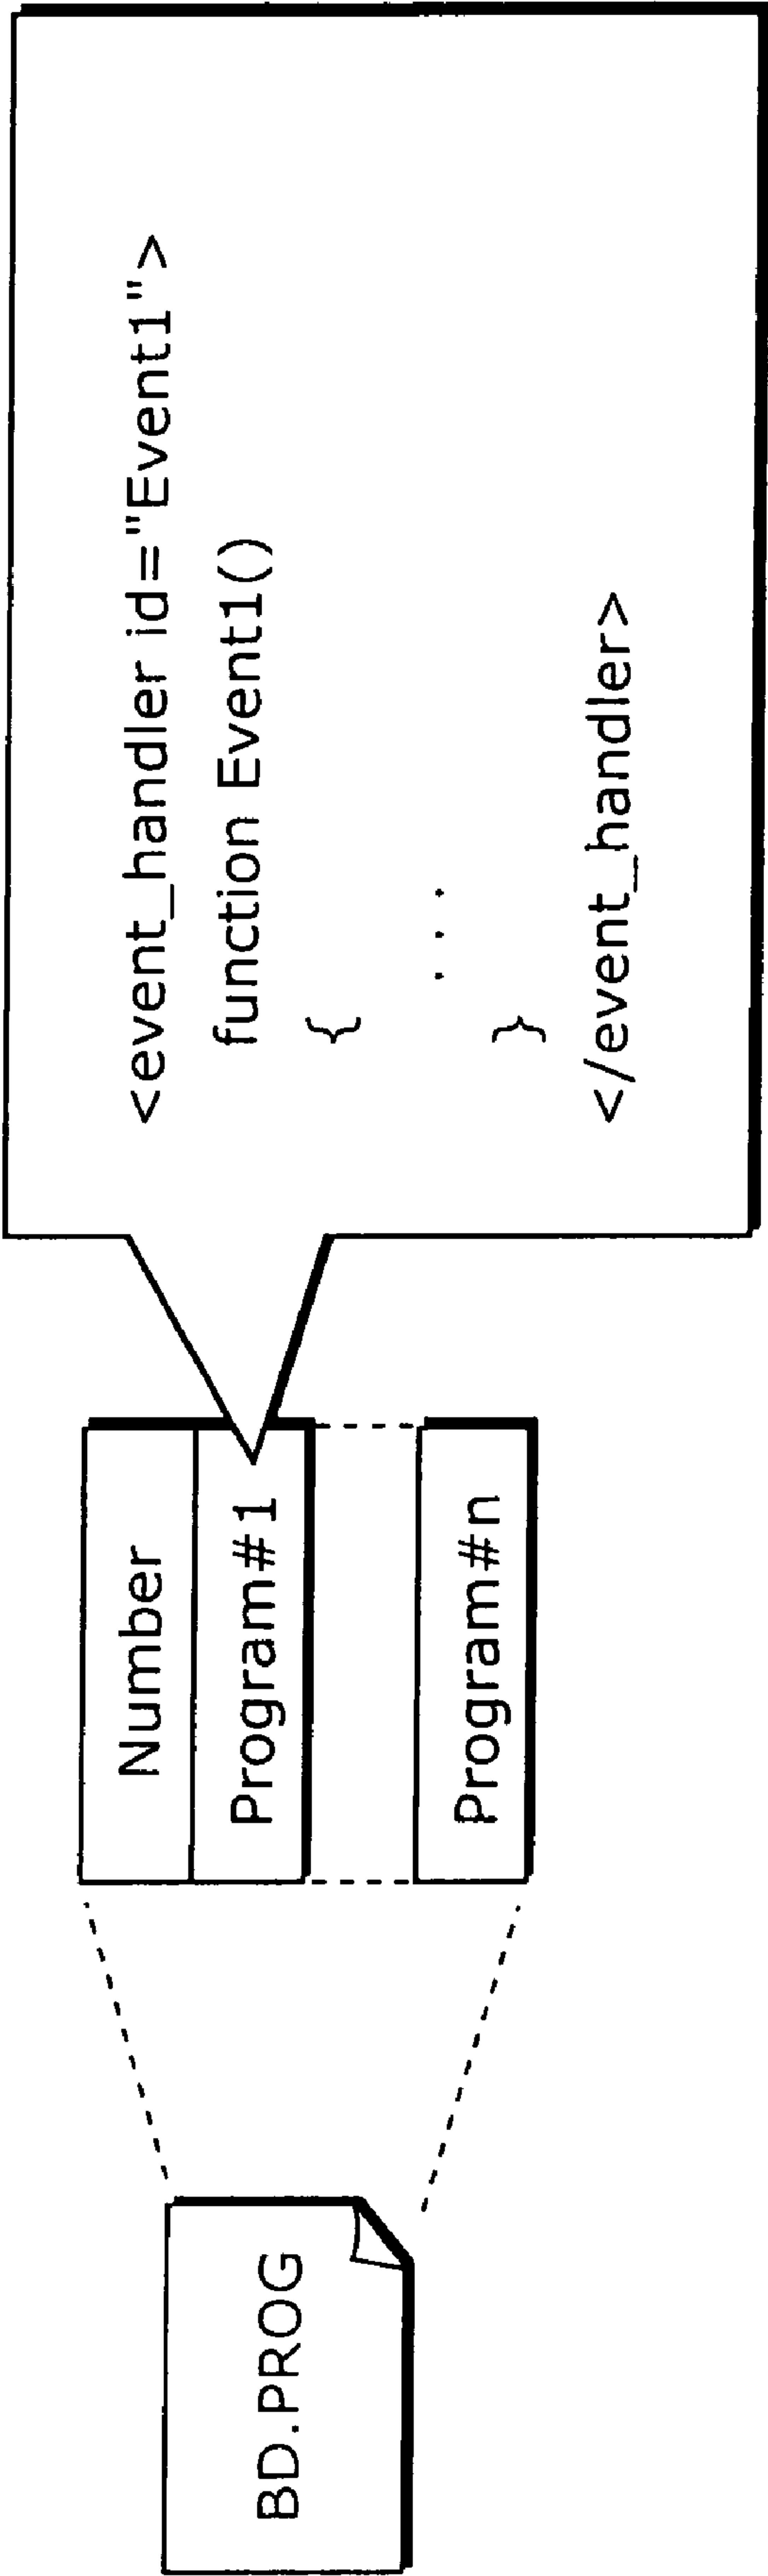 BD.PROG
Number
Program#1
Program#n
<event_handler id="Event1">
function Event1()
{
...
}
</event_handler>